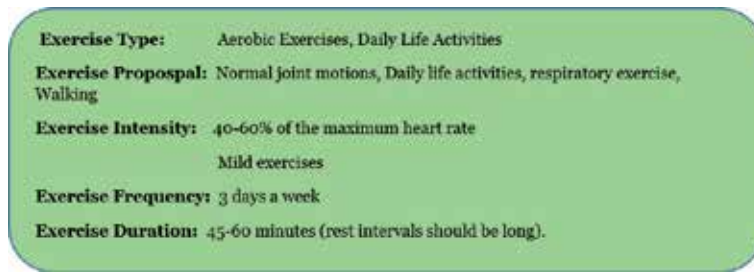 Exercise Type: Aerobic Exercises, Daily Life Activities
Exercise Propospal: Normal joint motions, Daily life activities, respiratory exercise,
Walking
Exercise Intensity: 40-60% of the maximum heart rate
Mild exercises
Exercise Frequency: 3 days a week
Exercise Duration: 45-60 minutes (rest intervals should be long).